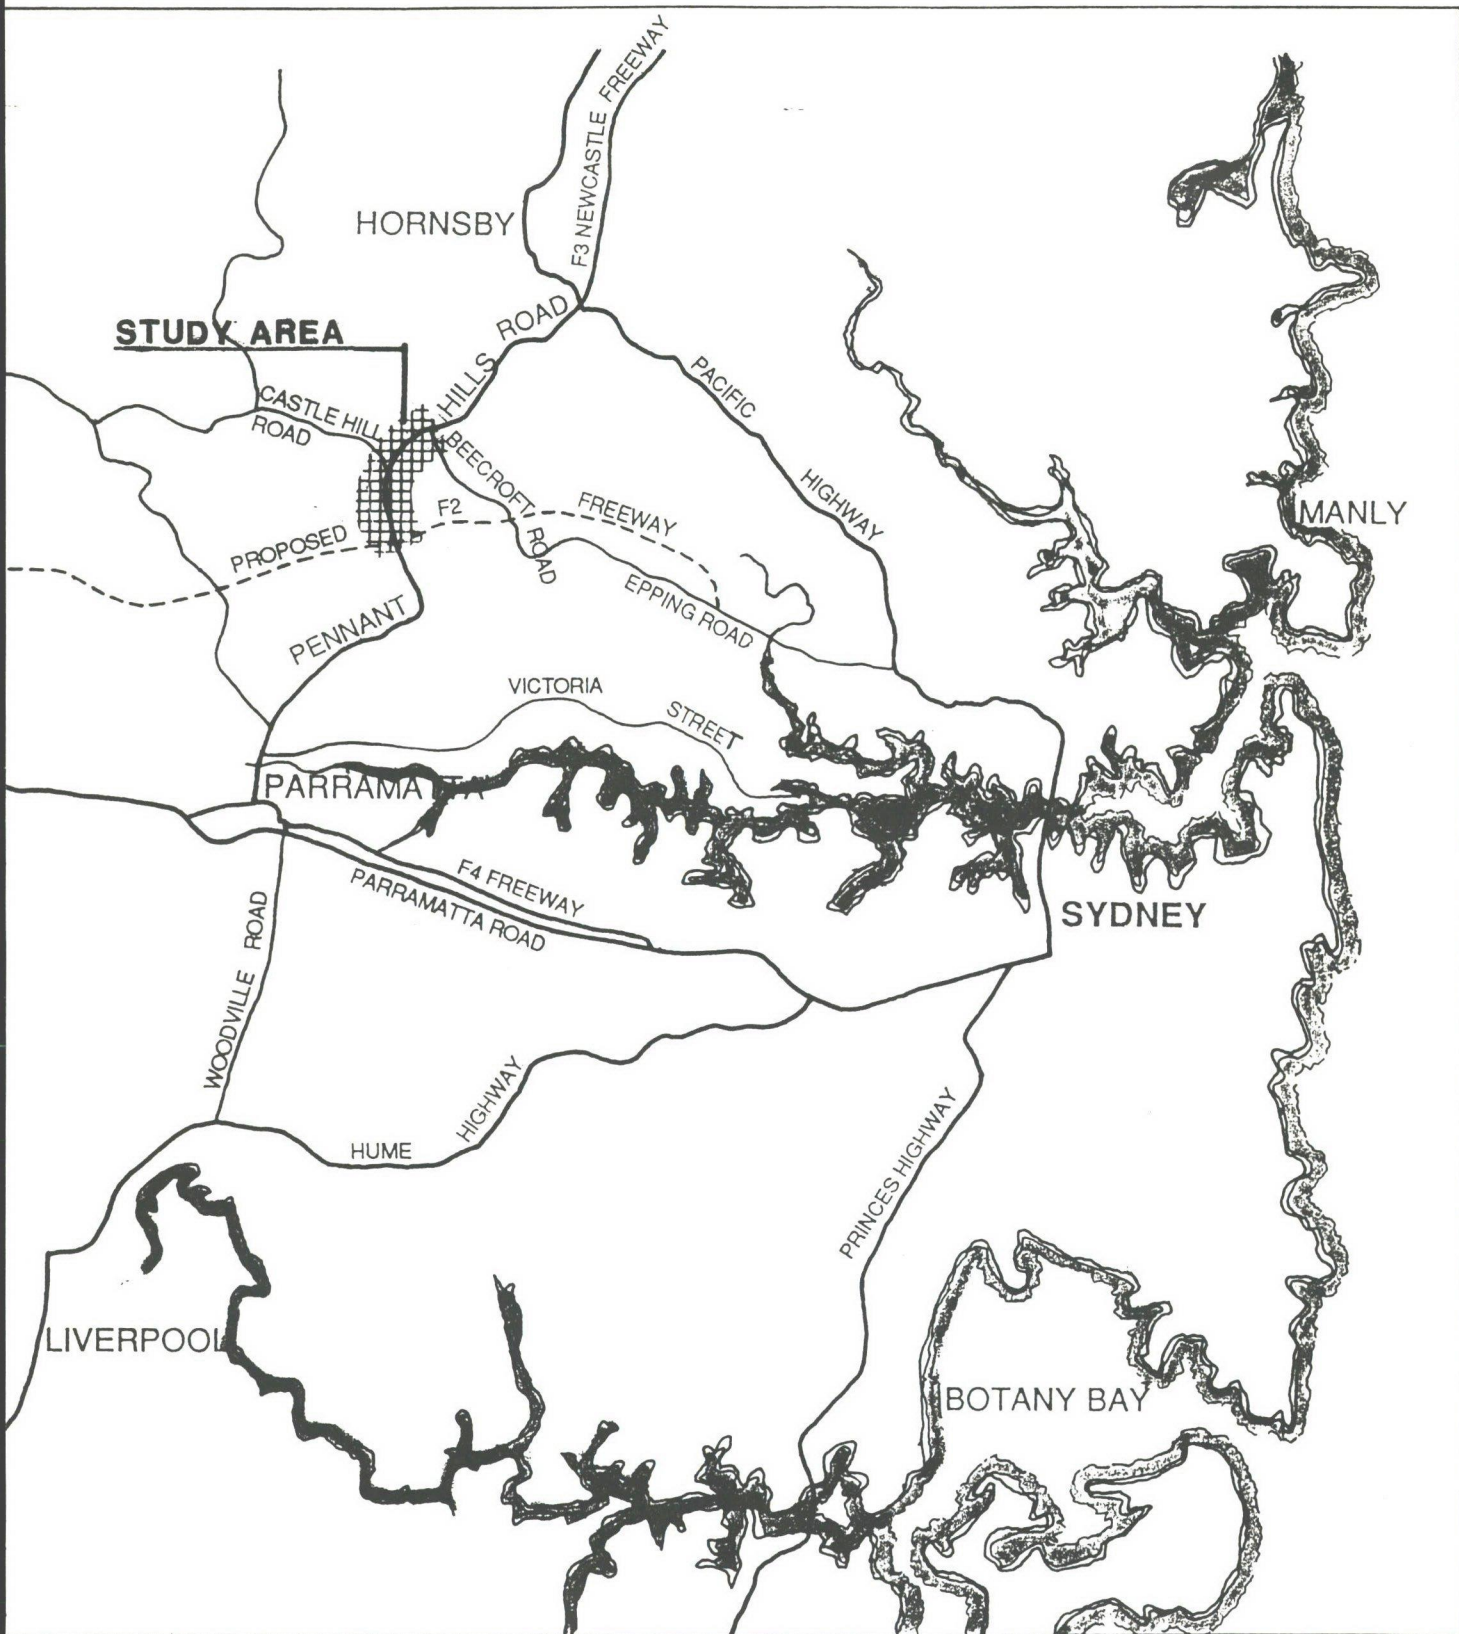 F3 NEWCASTLE FREEWAY
HORNSBY
STUDY AREA
PENNANT HILLS ROAD
CASTLE HILL
ROAD
PACIFIC HIGHWAY
BEECROFT ROAD
PROPOSED F2 FREEWAY
MANLY
EPPING ROAD
VICTORIA STREET
PARRAMATTA
F4 FREEWAY
PARRAMATTA ROAD
SYDNEY
WOODVILLE ROAD
HUME HIGHWAY
PRINCES HIGHWAY
LIVERPOOL
BOTANY BAY